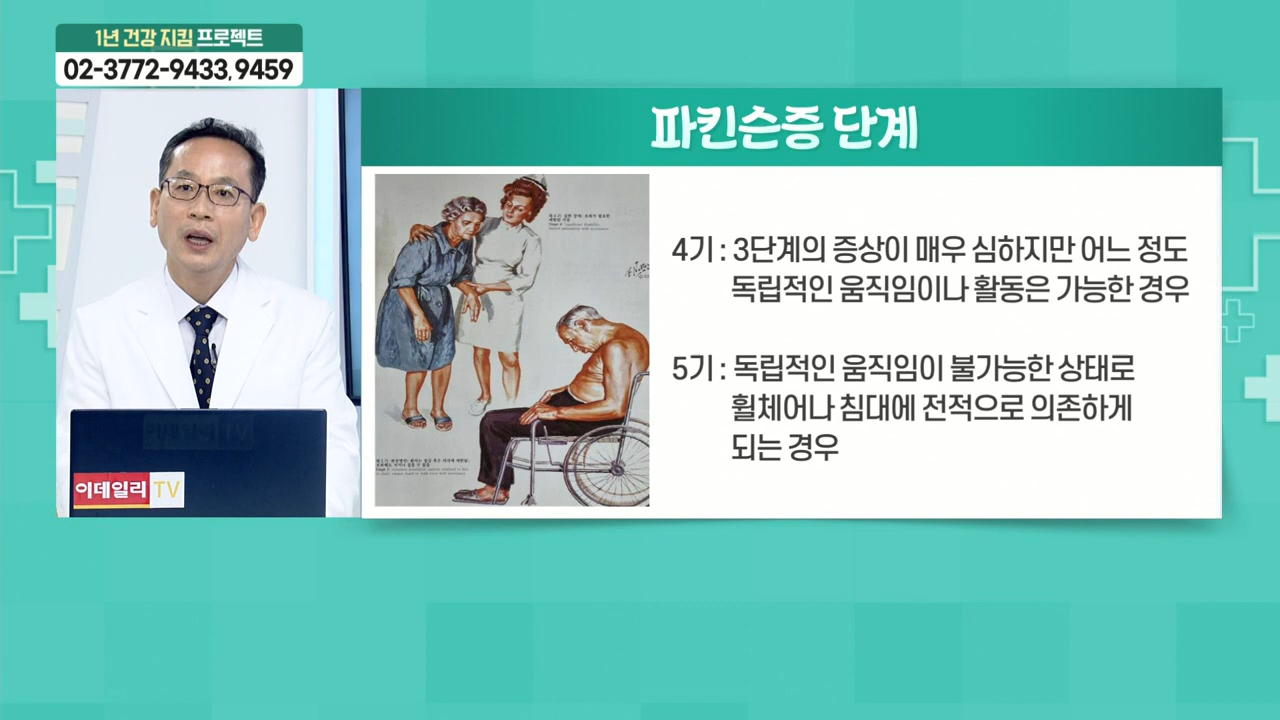 1년 건강 지킴 프로젝트
02-3772-9433, 9459
파킨슨증 단계
4기 : 3단계의 증상이 매우 심하지만 어느 정도
독립적인 움직임이나 활동은 가능한 경우
5기 : 독립적인 움직임이 불가능한 상태로
휠체어나 침대에 전적으로 의존하게
되는 경우
이데일리 TV